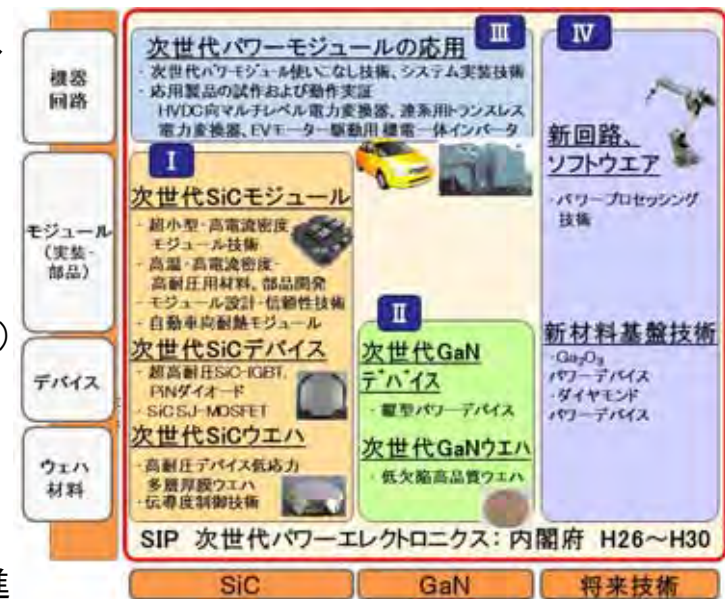 機器
回路
モジュール
(実装・
部品)
デバイス
ウェハ
材料
III
次世代パワーモジュールの応用
・次世代パワーモジュール使いこなし技術、システム実装技術
・応用製品の試作および動作実証
HVDC向マルチレベル電力変換器、連系用トランスレス
電力変換器、EVモーター駆動用 機電一体インバータ
I
次世代SiCモジュール
・超小型・高電流密度
モジュール技術
・高温・高電流密度・
高耐圧用材料、部品開発
・モジュール設計・信頼性技術
・自動車向耐熱モジュール
次世代SiCデバイス
・超高耐圧SiC-IGBT,
PiNダイオード
・SiC SJ-MOSFET
次世代SiCウエハ
・高耐圧デバイス低応力
多層厚膜ウエハ
・伝導度制御技術
II
次世代GaN
デバイス
・縦型パワーデバイス
次世代GaNウエハ
・低欠陥高品質ウエハ
IV
新回路、
ソフトウエア
・パワープロセッシング
技術
新材料基盤技術
・Ga₂O₃
パワーデバイス
・ダイヤモンド
パワーデバイス
SIP 次世代パワーエレクトロニクス: 内閣府 H26～H30
SiC
GaN
将来技術